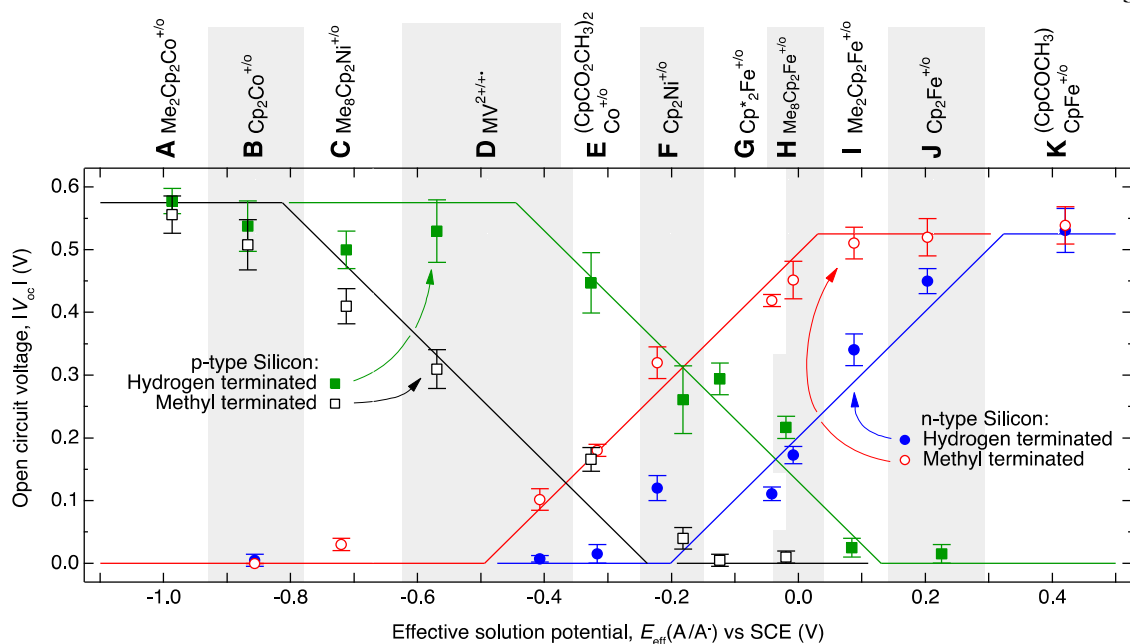 A Me₂Cp₂Co⁺/ᵒ
B Cp₂Co⁺/ᵒ
C Me₈Cp₂Ni⁺/ᵒ
D MV²⁺/⁺•
E (CpCO₂CH₃)₂
Co⁺/ᵒ
F Cp₂Ni⁺/ᵒ
G Cp*₂Fe⁺/ᵒ
H Me₈Cp₂Fe⁺/ᵒ
I Me₂Cp₂Fe⁺/ᵒ
J Cp₂Fe⁺/ᵒ
K (CpCOCH₃)
CpFe⁺/ᵒ
Open circuit voltage, |V_oc| (V)
0.6
0.5
0.4
0.3
0.2
0.1
0.0
p-type Silicon:
Hydrogen terminated
Methyl terminated
n-type Silicon:
Hydrogen terminated
Methyl terminated
-1.0 -0.8 -0.6 -0.4 -0.2 0.0 0.2 0.4
Effective solution potential, E_eff(A/A⁻) vs SCE (V)